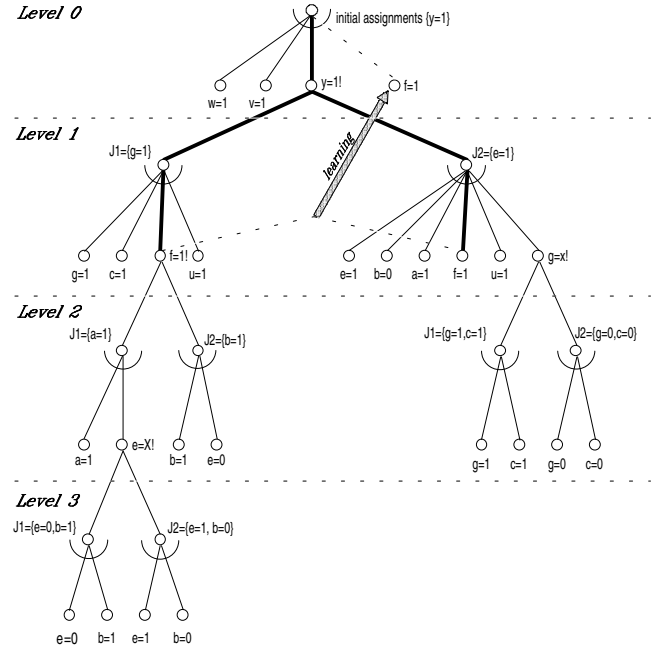 Level 0
initial assignments {y=1}
w=1 v=1 y=1! f=1
Level 1
J1={g=1} learning J2={e=1}
g=1 c=1 f=1! u=1 e=1 b=0 a=1 f=1 u=1 g=x!
Level 2
J1={a=1} J2={b=1} J1={g=1,c=1} J2={g=0,c=0}
a=1 e=X! b=1 e=0 g=1 c=1 g=0 c=0
Level 3
J1={e=0,b=1} J2={e=1, b=0}
e=0 b=1 e=1 b=0